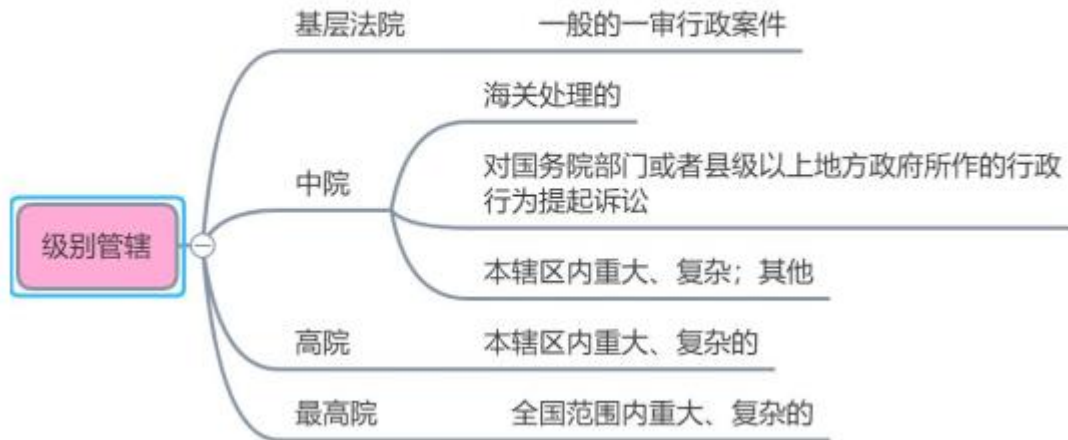 级别管辖
基层法院 一般的一审行政案件
中院
海关处理的
对国务院部门或者县级以上地方政府所作的行政
行为提起诉讼
本辖区内重大、复杂；其他
高院 本辖区内重大、复杂的
最高院 全国范围内重大、复杂的